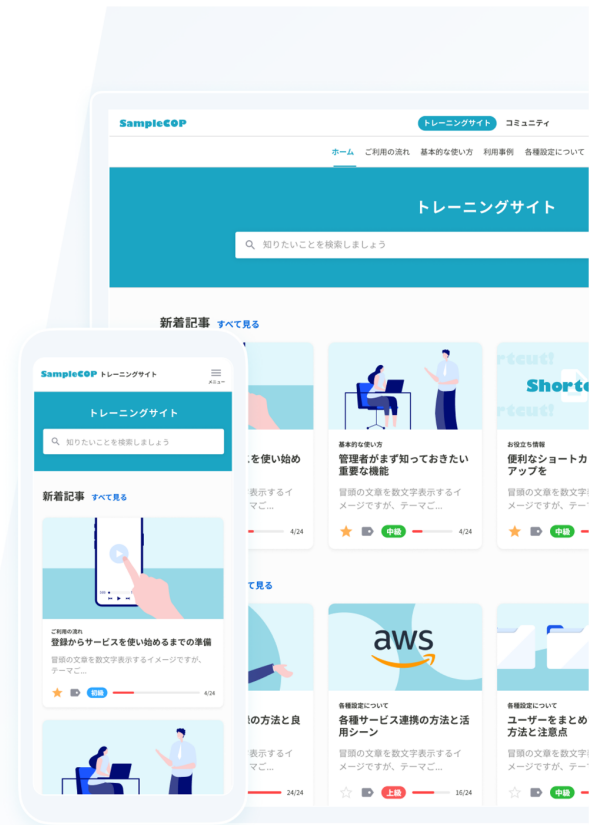 SampleCOP
トレーニングサイト
コミュニティ
ホーム
ご利用の流れ
基本的な使い方
利用事例
各種設定について
トレーニングサイト
知りたいことを検索しましょう
新着記事 すべて見る
を使い始め
表示するイ
マご...
4/24
基本的な使い方
管理者がまず知っておきたい
重要な機能
冒頭の文章を数文字表示するイ
メージですが、テーマご...
中級
4/24
rtcut!
Shortc
rtcut!
お役立ち情報
便利なショートカ
アップを
冒頭の文章を数文字
メージですが、テー
中級
て見る
の方法と良
表示するイ
マご...
24/24
aws
各種設定について
各種サービス連携の方法と活
用シーン
冒頭の文章を数文字表示するイ
メージですが、テーマご...
上級
16/24
各種設定について
ユーザーをまとめ
方法と注意点
冒頭の文章を数文字
メージですが、テー
中級
SampleCOP トレーニングサイト
メニュー
トレーニングサイト
知りたいことを検索しましょう
新着記事 すべて見る
ご利用の流れ
登録からサービスを使い始めるまでの準備
冒頭の文章を数文字表示するイメージですが、
テーマご...
初級
4/24